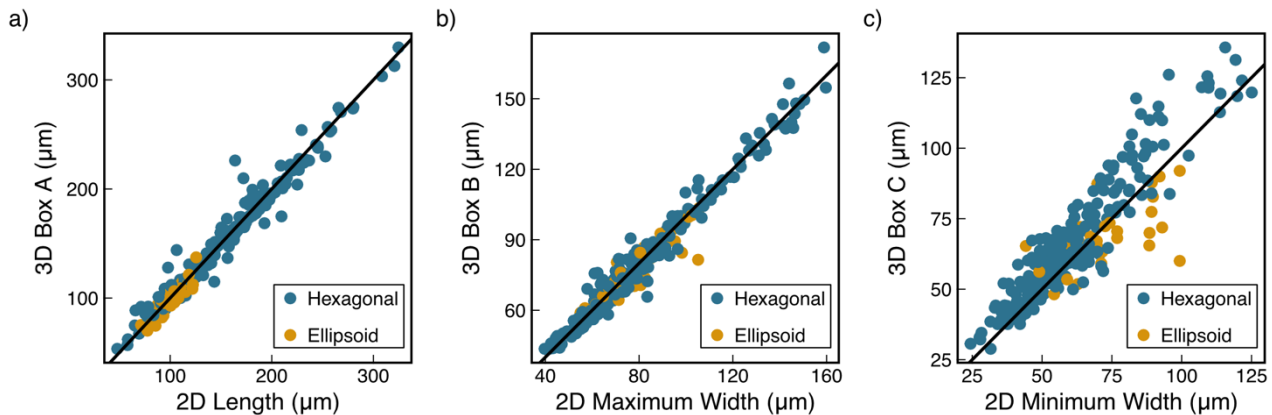 a)
3D Box A (μm)
300
200
100
100
200
300
2D Length (μm)
Hexagonal
Ellipsoid
b)
3D Box B (μm)
150
120
90
60
40
80
120
160
2D Maximum Width (μm)
Hexagonal
Ellipsoid
c)
3D Box C (μm)
125
100
75
50
25
25
50
75
100
125
2D Minimum Width (μm)
Hexagonal
Ellipsoid